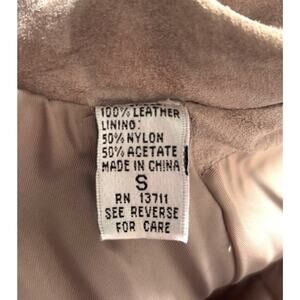 100% LEATHER
LINING:
50% NYLON
50% ACETATE
MADE IN CHINA
S
RN 13711
SEE REVERSE
FOR CARE